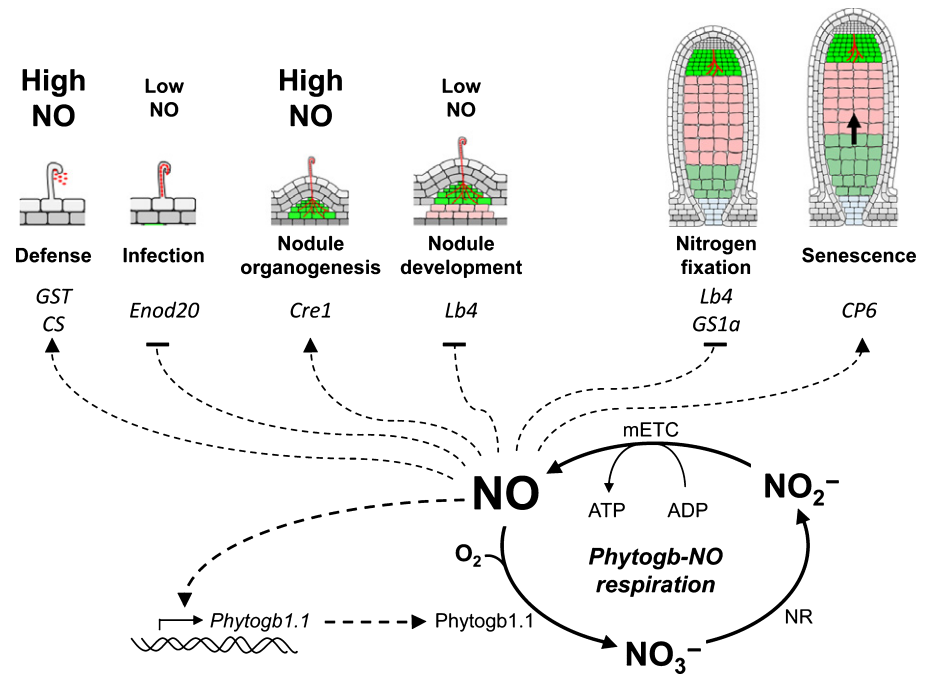 High
NO
Low
NO
High
NO
Low
NO
Defense
Infection
Nodule
organogenesis
Nodule
development
Nitrogen
fixation
Senescence
GST
CS
Enod20
Cre1
Lb4
Lb4
GS1a
CP6
mETC
NO
NO₂⁻
ATP
ADP
O₂
Phytogb-NO
respiration
Phytogb1.1
Phytogb1.1
NR
NO₃⁻